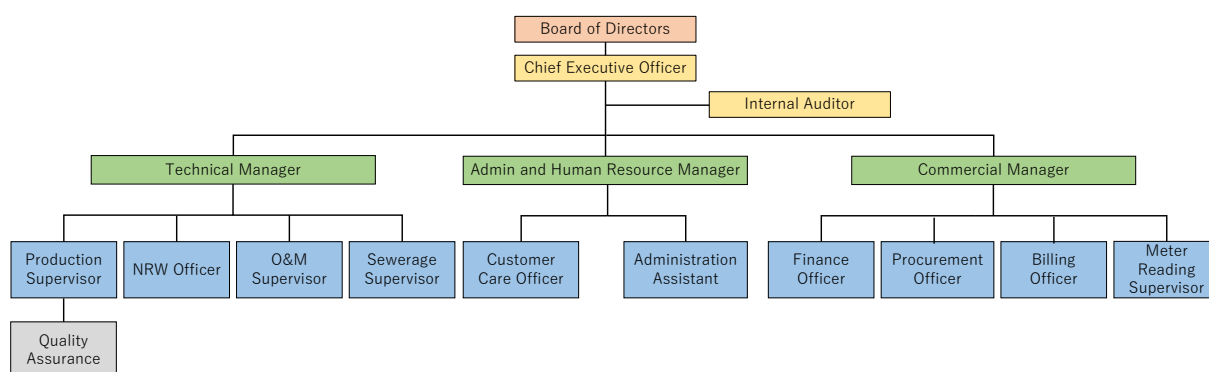 Board of Directors
Chief Executive Officer
Internal Auditor
Technical Manager
Admin and Human Resource Manager
Commercial Manager
Production
Supervisor
NRW Officer
O&M
Supervisor
Sewerage
Supervisor
Customer
Care Officer
Administration
Assistant
Finance
Officer
Procurement
Officer
Billing
Officer
Meter
Reading
Supervisor
Quality
Assurance